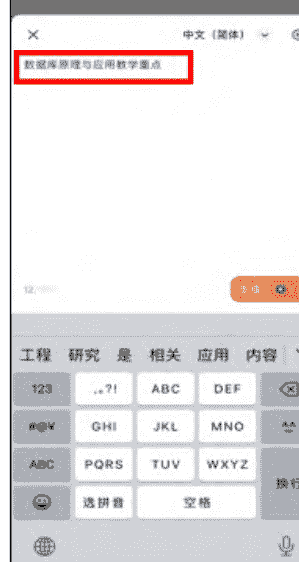 中文（简体）
数据库原理与应用教学重点
12.
工程 研究 是 相关 应用 内容
123 .,?! ABC DEF
#@¥ GHI JKL MNO ^^
ABC PQRS TUV WXYZ 换行
选拼音 空格